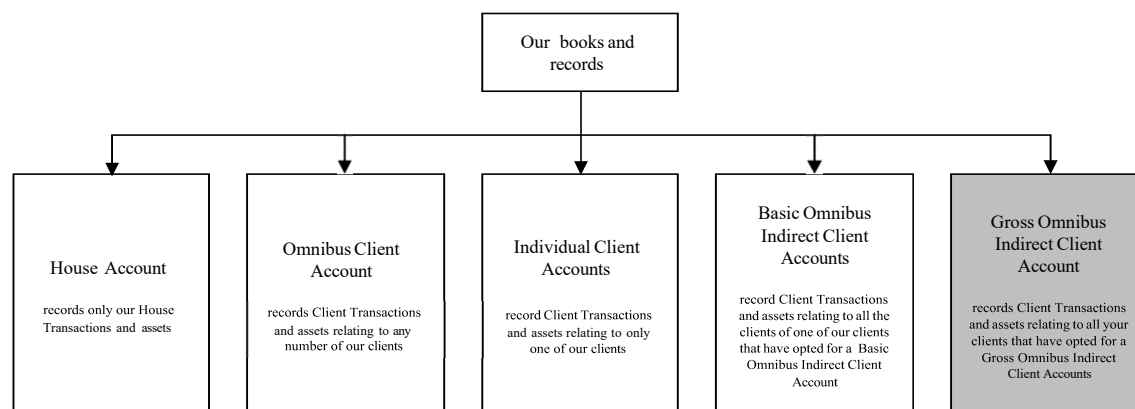 Our books and
records
House Account
records only our House
Transactions and assets
Omnibus Client
Account
records Client Transactions
and assets relating to any
number of our clients
Individual Client
Accounts
record Client Transactions
and assets relating to only
one of our clients
Basic Omnibus
Indirect Client
Accounts
record Client Transactions
and assets relating to all the
clients of one of our clients
that have opted for a Basic
Omnibus Indirect Client
Account
Gross Omnibus
Indirect Client
Account
records Client Transactions
and assets relating to all your
clients that have opted for a
Gross Omnibus Indirect
Client Accounts